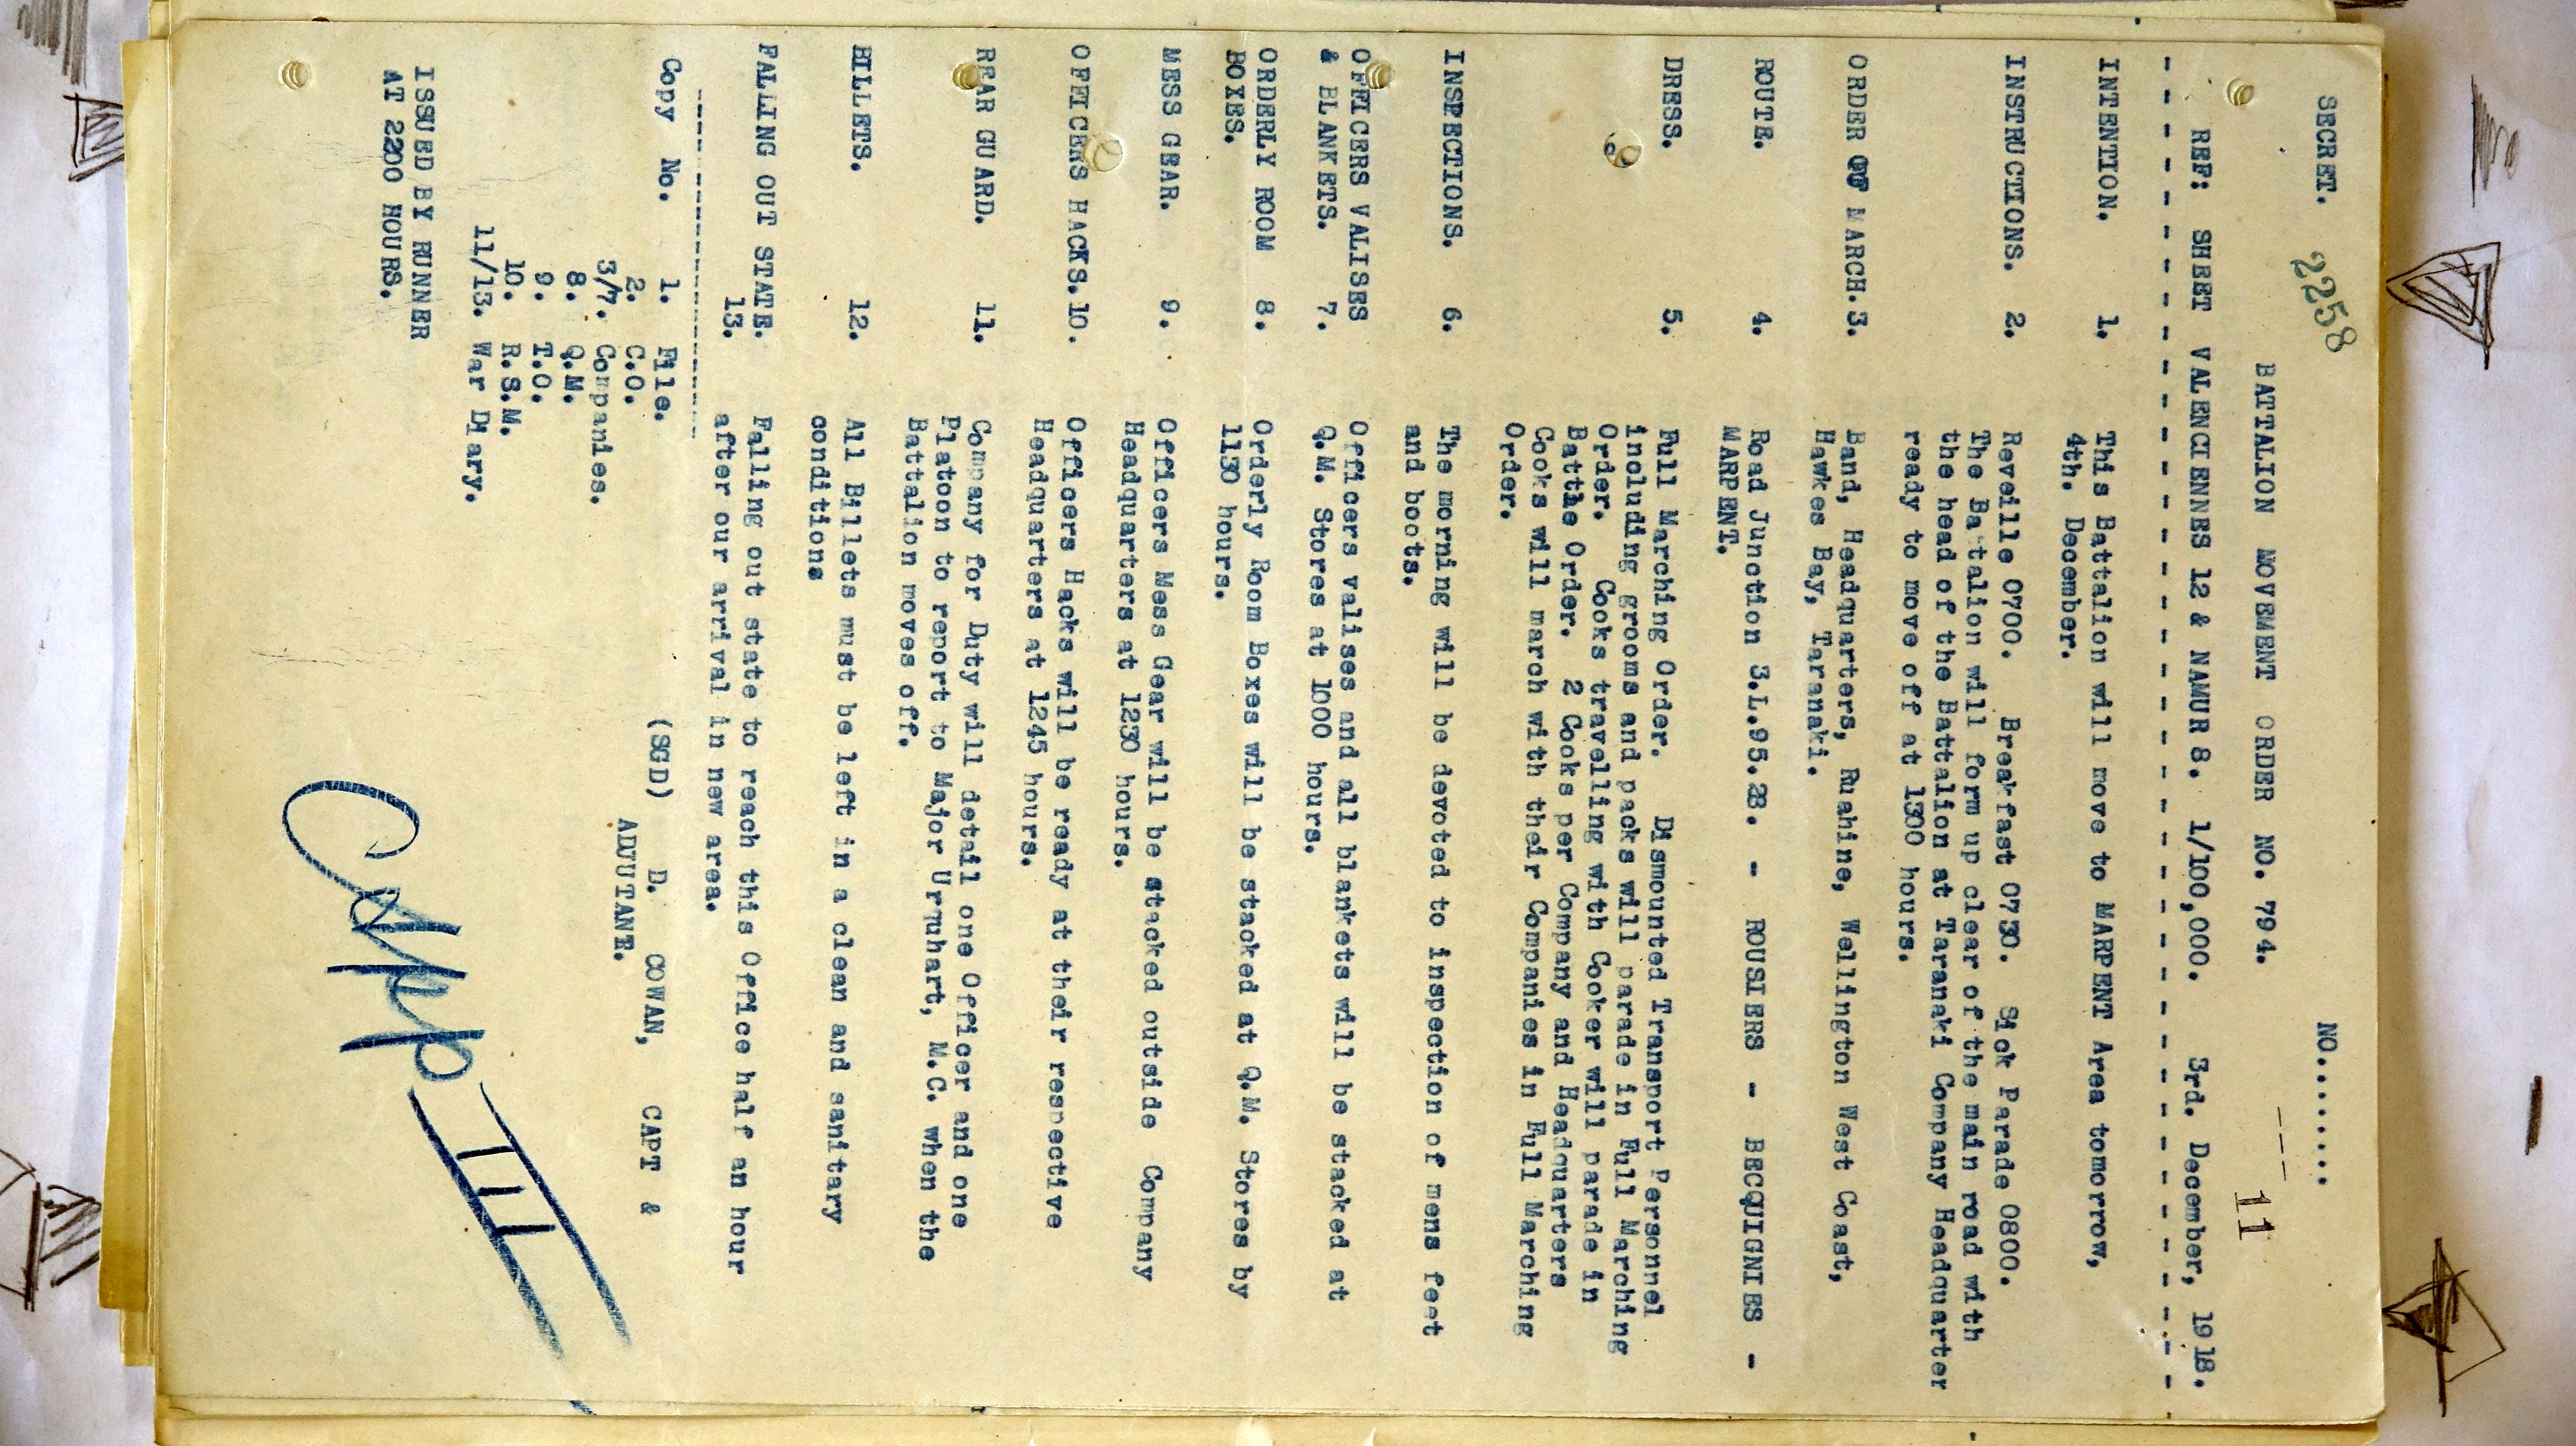 SECRET. 2258 NO........
11
BATTALION MOVEMENT ORDER NO. 794.
REF: SHEET VALENCIENNES 12 & NAMUR 8. 1/100,000. 3rd. December, 1918.
INTENTION. 1. This Battalion will move to MARPENT Area tomorrow,
4th. December.
INSTRUCTIONS. 2. Reveille 0700. Breakfast 0730. Sick Parade 0800.
The Battalion will form up clear of the main road with
the head of the Battalion at Taranaki Company Headquarter
ready to move off at 1300 hours.
ORDER OF MARCH. 3. Band, Headquarters, Ruahine, Wellington West Coast,
Hawkes Bay, Taranaki.
ROUTE. 4. Road Junction 3.L.95.28. - ROUSIERS - BECQUIGNIES -
MARPENT.
DRESS. 5. Full Marching Order. Dismounted Transport Personnel
including grooms and packs will parade in Full Marching
Order. Cooks travelling with Cooker will parade in
Battle Order. 2 Cooks per Company and Headquarters
Cooks will march with their Companies in Full Marching
Order.
INSPECTIONS. 6. The morning will be devoted to inspection of mens feet
and boots.
OFFICERS VALISES
& BLANKETS. 7. Officers valises and all blankets will be stacked at
Q.M. Stores at 1000 hours.
ORDERLY ROOM 8. Orderly Room Boxes will be stacked at Q.M. Stores by
BOXES. 1130 hours.
MESS GEAR. 9. Officers Mess Gear will be stacked outside Company
Headquarters at 1230 hours.
OFFICERS HACKS. 10. Officers Hacks will be ready at their respective
Headquarters at 1245 hours.
REAR GUARD. 11. Company for Duty will detail one Officer and one
Platoon to report to Major Urquhart, M.C. when the
Battalion moves off.
BILLETS. 12. All Billets must be left in a clean and sanitary
conditions
FALLING OUT STATE.
13. Falling out state to reach this Office half an hour
after our arrival in new area.
Copy No. 1. File.
2. C.O.
3/7. Companies.
8. Q.M.
9. T.O.
10. R.S.M.
11/13. War Diary.
(SGD) D. COWAN, CAPT &
ADJUTANT.
ISSUED BY RUNNER
AT 2200 HOURS.
III